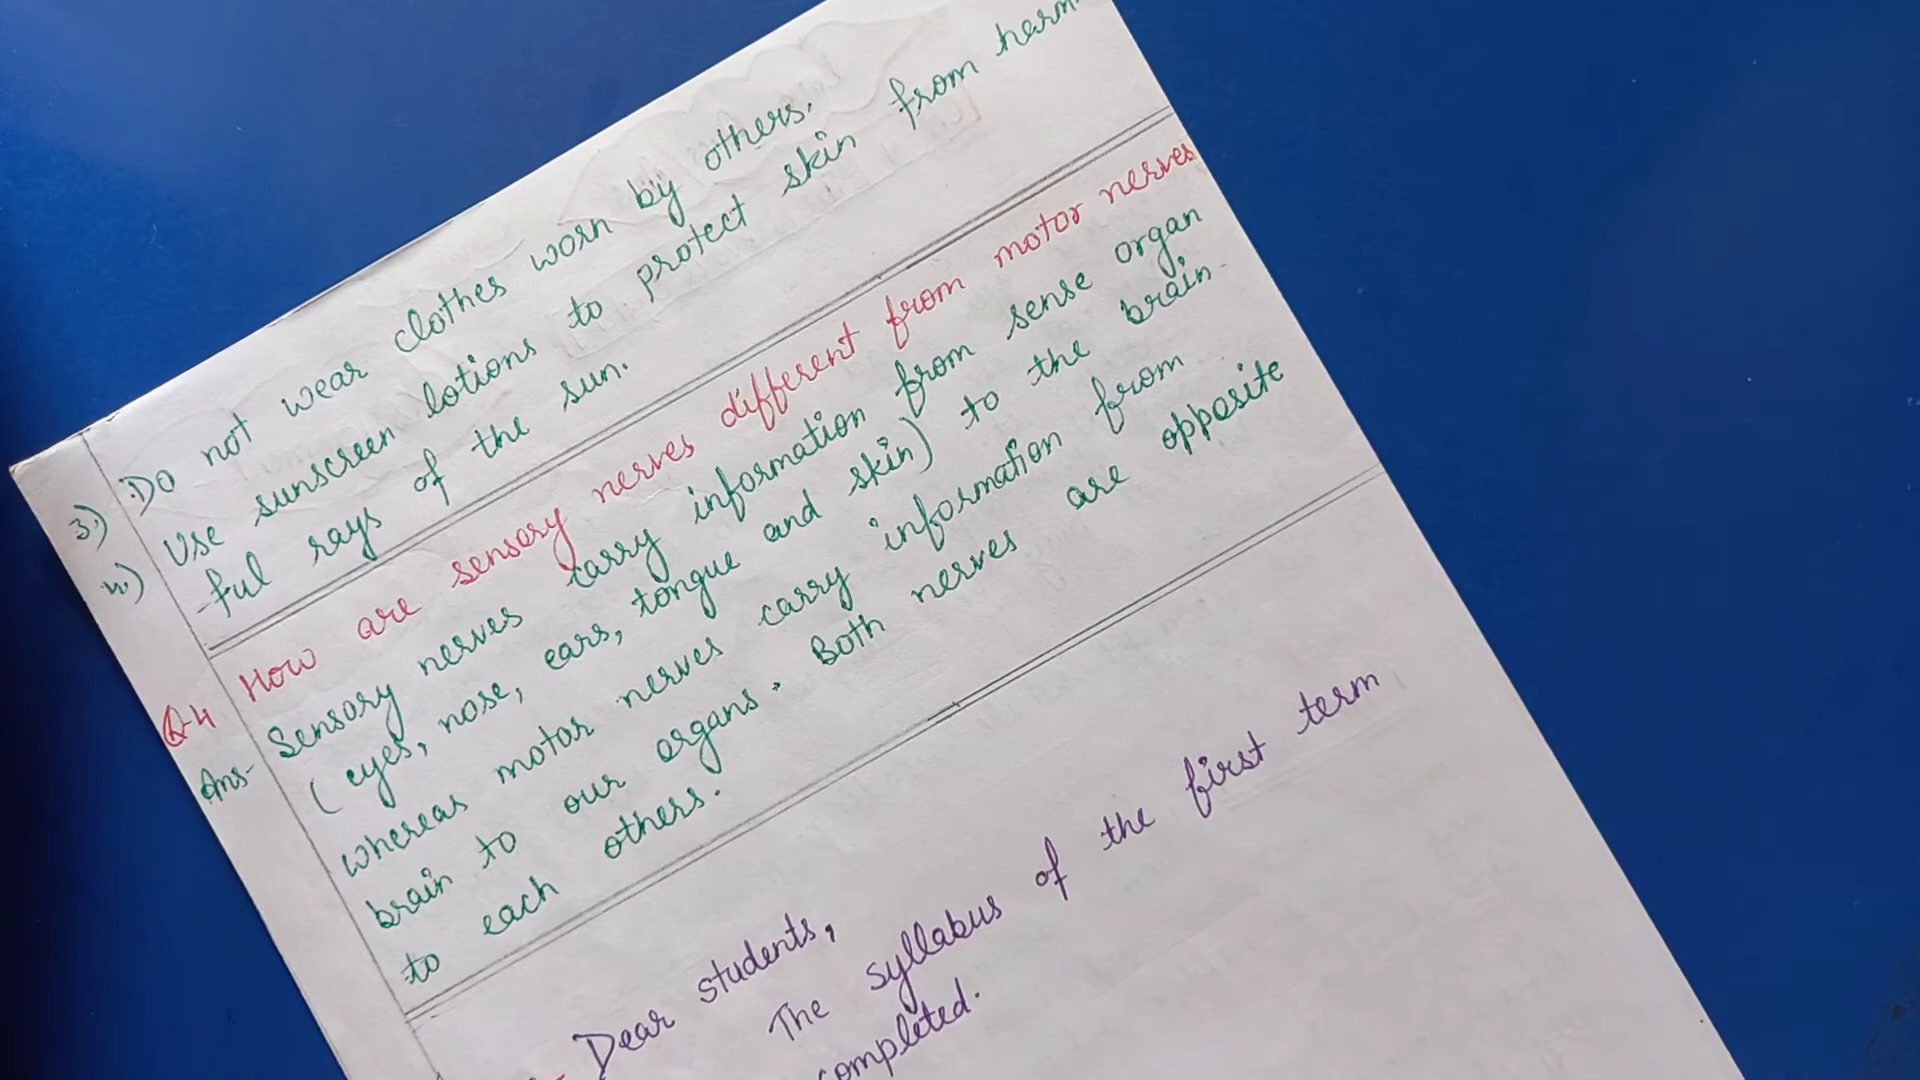 3.) Do not wear clothes worn by others.
4.) Use sunscreen lotions to protect skin from harm-
-ful rays of the sun.
Q-4 How are sensory nerves different from motor nerves
Ans- Sensory nerves carry information from sense organ
(eyes, nose, ears, tongue and skin) to the brain.
whereas motor nerves carry information from
brain to our organs. Both nerves are opposite
to each others.
Dear students,
The syllabus of the first term
completed.